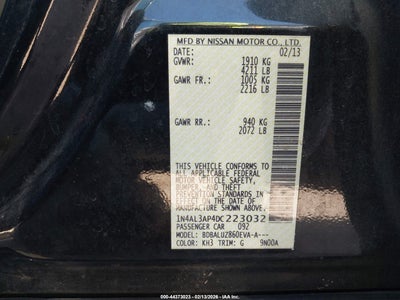 MFD BY NISSAN MOTOR CO., LTD.
DATE: 02/13
GVWR: 1910 KG
4211 LB
GAWR FR.: 1005 KG
2216 LB
GAWR RR.: 940 KG
2072 LB
THIS VEHICLE CONFORMS TO
ALL APPLICABLE FEDERAL
MOTOR VEHICLE SAFETY,
BUMPER, AND THEFT
PREVENTION STANDARDS IN
EFFECT ON THE DATE OF
MANUFACTURE SHOWN ABOVE.
1N4AL3AP4DC223032
PASSENGER CAR 092
MODEL: BDBALUZ860EVA-A---
COLOR: KH3 TRIM: G 9N00A
000-44373023 - 02/13/2026 - IAA LLC